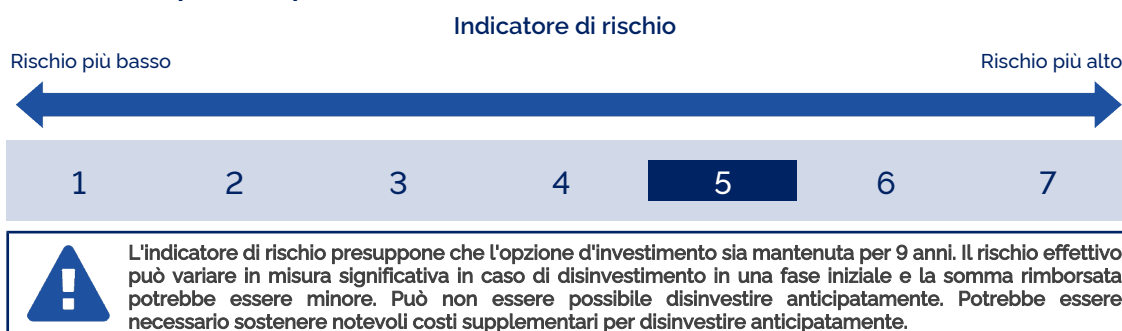 Indicatore di rischio
Rischio più basso Rischio più alto
1 2 3 4 5 6 7
L'indicatore di rischio presuppone che l'opzione d'investimento sia mantenuta per 9 anni. Il rischio effettivo
può variare in misura significativa in caso di disinvestimento in una fase iniziale e la somma rimborsata
potrebbe essere minore. Può non essere possibile disinvestire anticipatamente. Potrebbe essere
necessario sostenere notevoli costi supplementari per disinvestire anticipatamente.